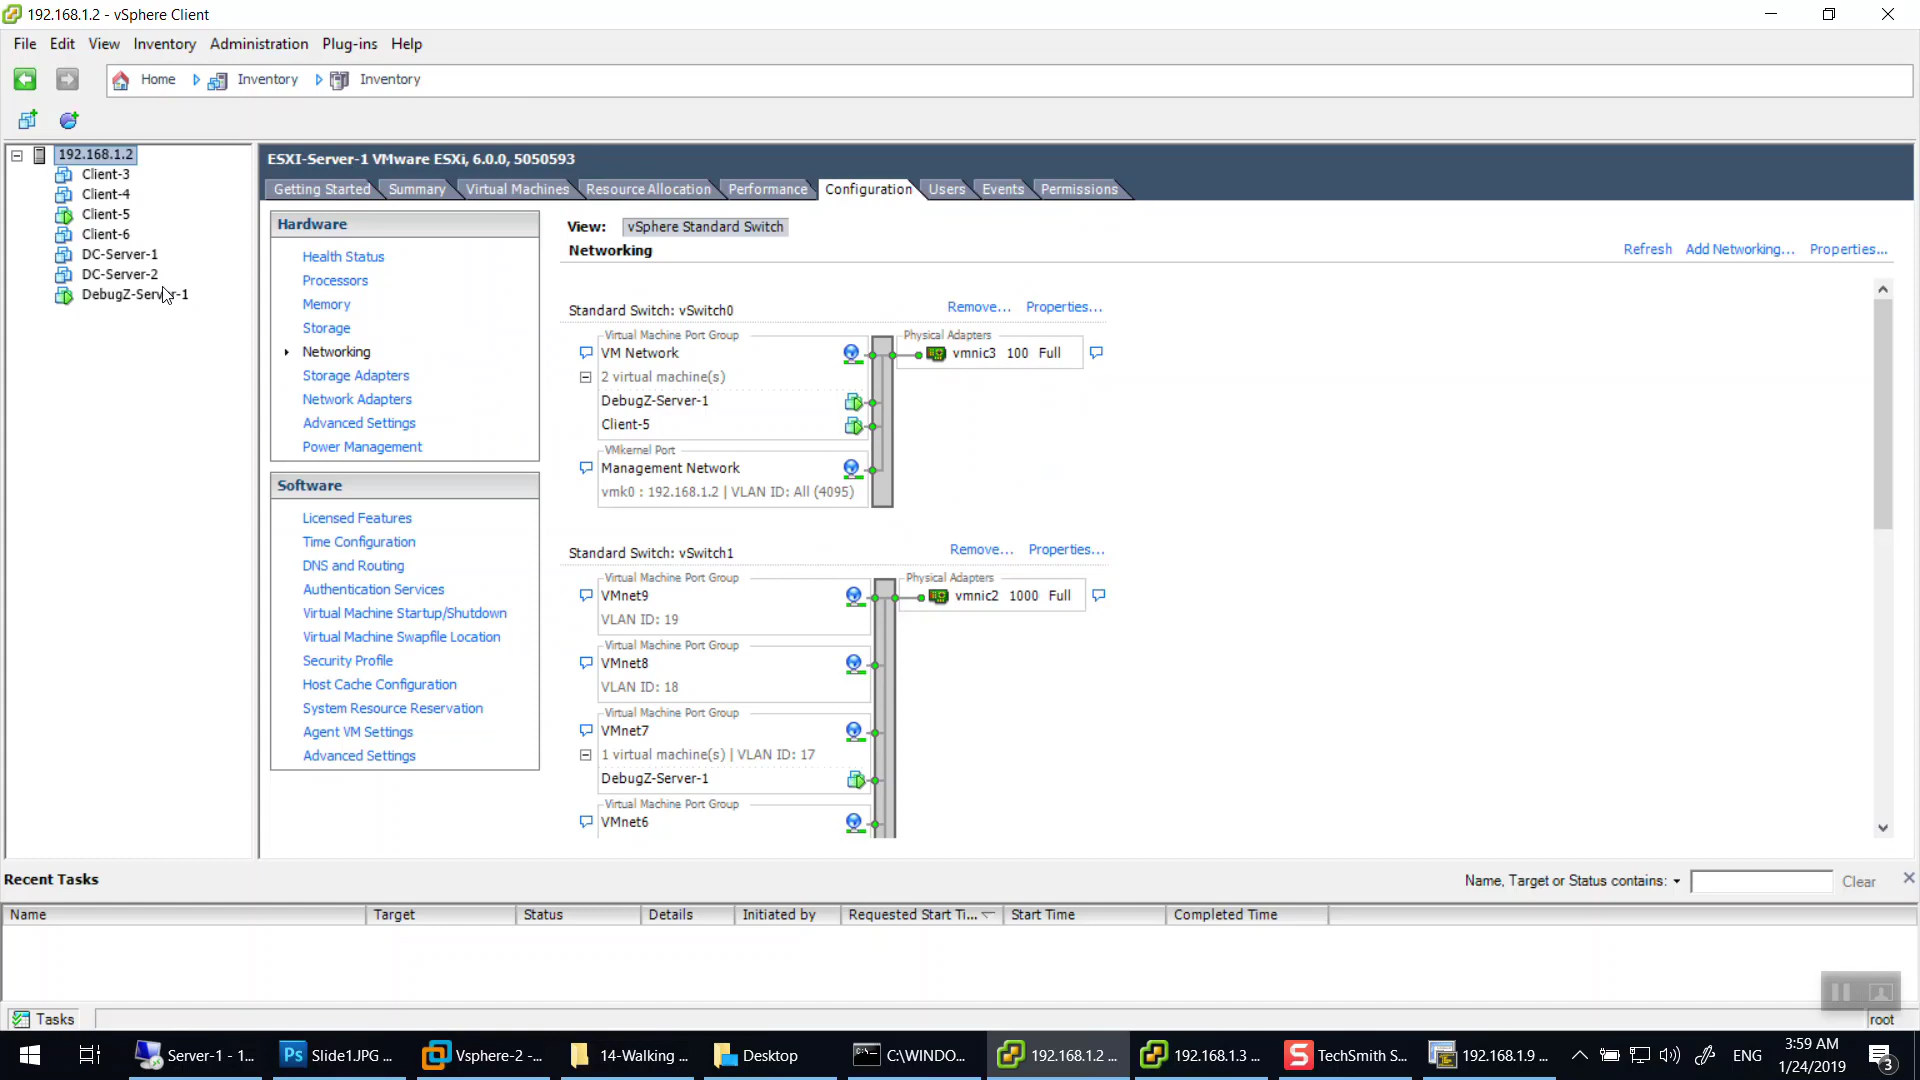 192.168.1.2 - vSphere Client
File Edit View Inventory Administration Plug-ins Help
Home Inventory Inventory
192.168.1.2
Client-3
Client-4
Client-5
Client-6
DC-Server-1
DC-Server-2
DebugZ-Server-1
ESXI-Server-1 VMware ESXi, 6.0.0, 5050593
Getting Started Summary Virtual Machines Resource Allocation Performance Configuration Users Events Permissions
Hardware
Health Status
Processors
Memory
Storage
Networking
Storage Adapters
Network Adapters
Advanced Settings
Power Management
Software
Licensed Features
Time Configuration
DNS and Routing
Authentication Services
Virtual Machine Startup/Shutdown
Virtual Machine Swapfile Location
Security Profile
Host Cache Configuration
System Resource Reservation
Agent VM Settings
Advanced Settings
View: vSphere Standard Switch
Networking
Refresh Add Networking... Properties...
Standard Switch: vSwitch0 Remove... Properties...
Virtual Machine Port Group
VM Network
2 virtual machine(s)
DebugZ-Server-1
Client-5
VMkernel Port
Management Network
vmk0 : 192.168.1.2 | VLAN ID: All (4095)
Physical Adapters
vmnic3 100 Full
Standard Switch: vSwitch1 Remove... Properties...
Virtual Machine Port Group
VMnet9
VLAN ID: 19
Virtual Machine Port Group
VMnet8
VLAN ID: 18
Virtual Machine Port Group
VMnet7
1 virtual machine(s) | VLAN ID: 17
DebugZ-Server-1
Virtual Machine Port Group
VMnet6
Physical Adapters
vmnic2 1000 Full
Recent Tasks
Name, Target or Status contains: Clear
Name Target Status Details Initiated by Requested Start Ti... Start Time Completed Time
Tasks
root
Server-1 - 1... Slide1.JPG ... Vsphere-2 -... 14-Walking ... Desktop C:\WINDO... 192.168.1.2 ... 192.168.1.3 ... TechSmith S... 192.168.1.9 ... ENG
3:59 AM
1/24/2019
3